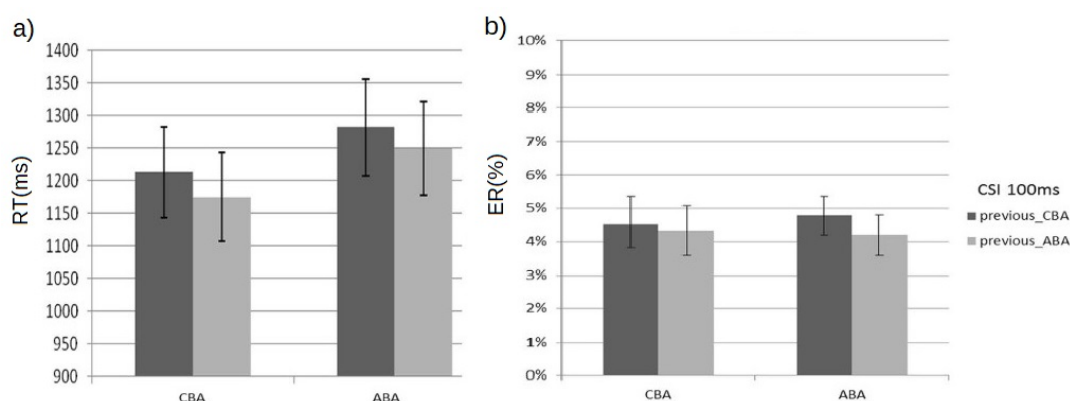 a)
1400
1350
1300
1250
1200
1150
1100
1050
1000
950
900
RT(ms)
CBA
ABA
b)
10%
9%
8%
7%
6%
5%
4%
3%
2%
1%
0%
ER(%)
CBA
ABA
CSI 100ms
previous_CBA
previous_ABA